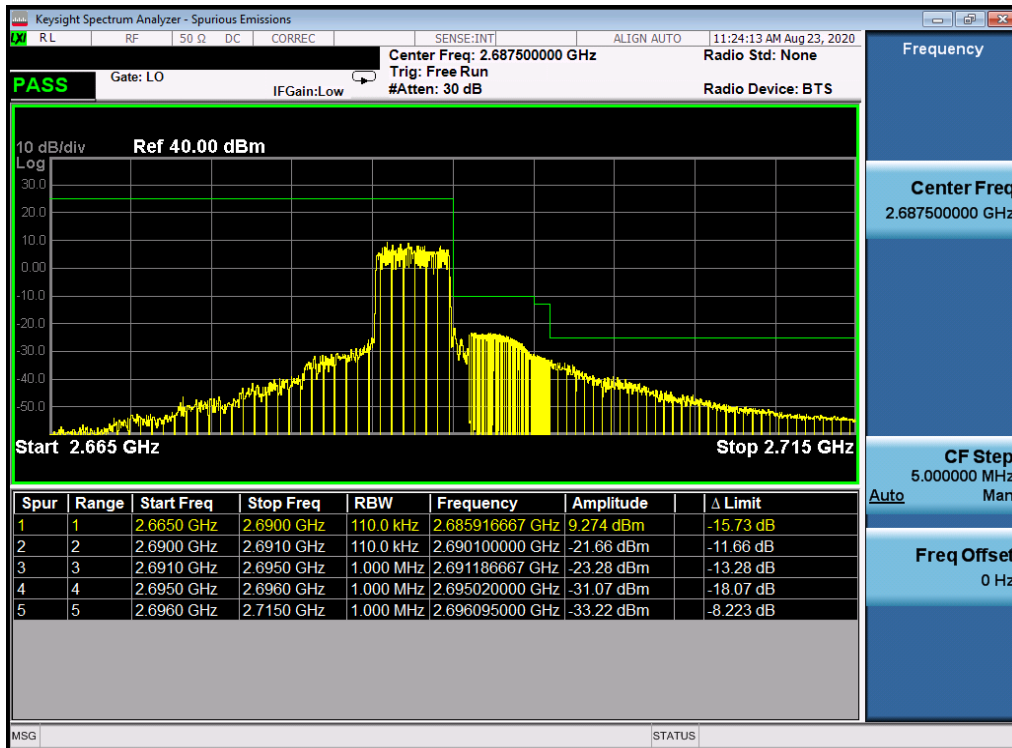 Keysight Spectrum Analyzer - Spurious Emissions
LXI RL RF 50 Ω DC CORREC SENSE:INT ALIGN AUTO 11:24:13 AM Aug 23, 2020
Center Freq: 2.687500000 GHz Radio Std: None
PASS Gate: LO Trig: Free Run
IFGain:Low #Atten: 30 dB Radio Device: BTS
10 dB/div Ref 40.00 dBm
Log
30.0
20.0
10.0
0.00
-10.0
-20.0
-30.0
-40.0
-50.0
Start 2.665 GHz Stop 2.715 GHz
Spur Range Start Freq Stop Freq RBW Frequency Amplitude Δ Limit
1 1 2.6650 GHz 2.6900 GHz 110.0 kHz 2.685916667 GHz 9.274 dBm -15.73 dB
2 2 2.6900 GHz 2.6910 GHz 110.0 kHz 2.690100000 GHz -21.66 dBm -11.66 dB
3 3 2.6910 GHz 2.6950 GHz 1.000 MHz 2.691186667 GHz -23.28 dBm -13.28 dB
4 4 2.6950 GHz 2.6960 GHz 1.000 MHz 2.695020000 GHz -31.07 dBm -18.07 dB
5 5 2.6960 GHz 2.7150 GHz 1.000 MHz 2.696095000 GHz -33.22 dBm -8.223 dB
MSG STATUS
Frequency
Center Freq
2.687500000 GHz
CF Step
5.000000 MHz
Auto Man
Freq Offset
0 Hz